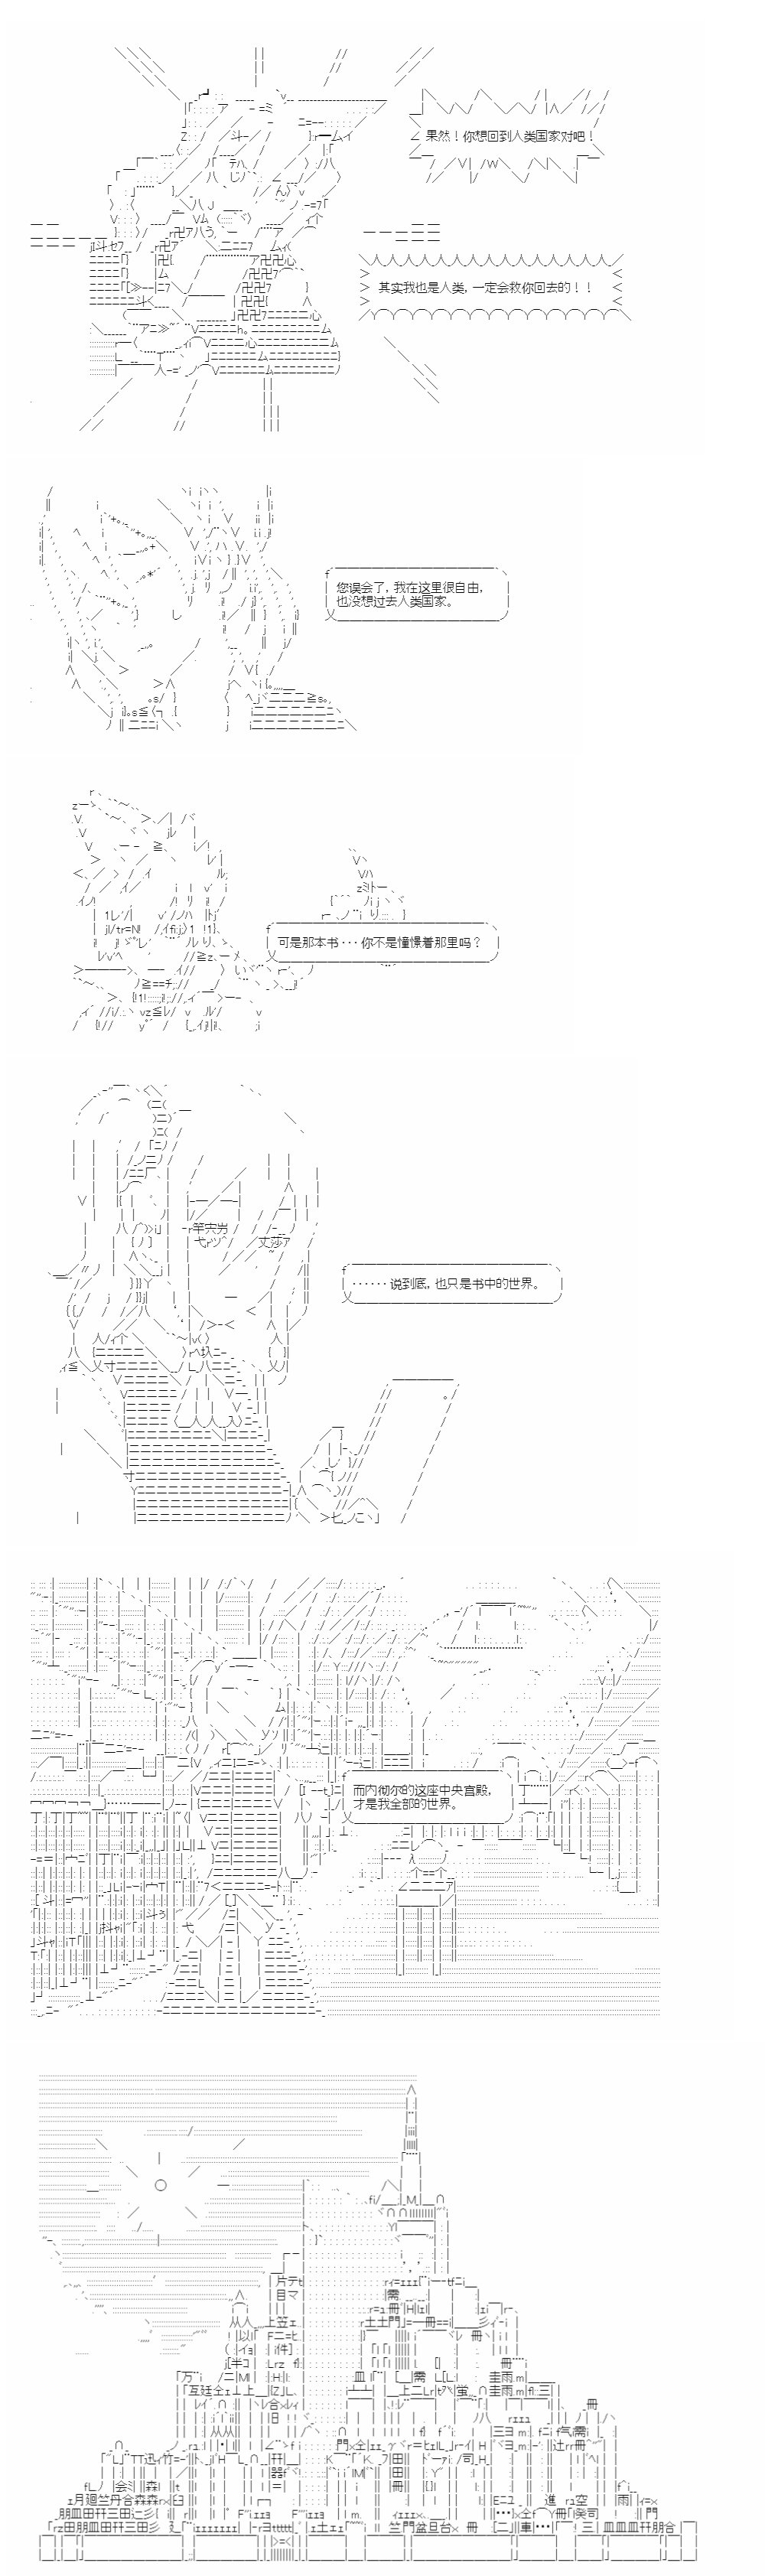 果然！你想回到人类国家对吧！
其实我也是人类，一定会救你回去的！！
您误会了，我在这里很自由，
也没想过去人类国家。
可是那本书···你不是憧憬着那里吗？
······说到底，也只是书中的世界。
而内彻尔的这座中央宫殿，
才是我全部的世界。